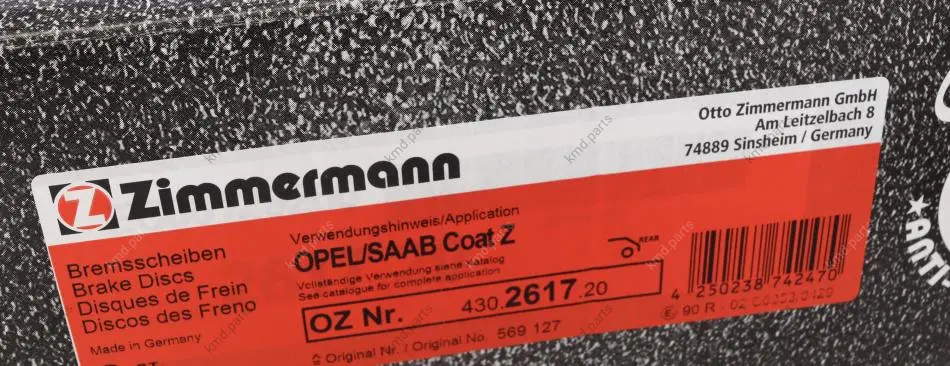 Otto Zimmermann GmbH
Am Leitzelbach 8
74889 Sinsheim / Germany
Z Zimmermann
Verwendungshinweis/Application
OPEL/SAAB Coat Z
Vollständige Verwendung siehe Katalog
See catalogue for complete application
Bremsscheiben
Brake Discs
Disques de Frein
Discos des Freno
Made in Germany
REAR
OZ Nr. 430.2617.20
Original Nr. / Original No. 569 127
4 250238 742470
90 R - 02
ANTI
kmd.parts